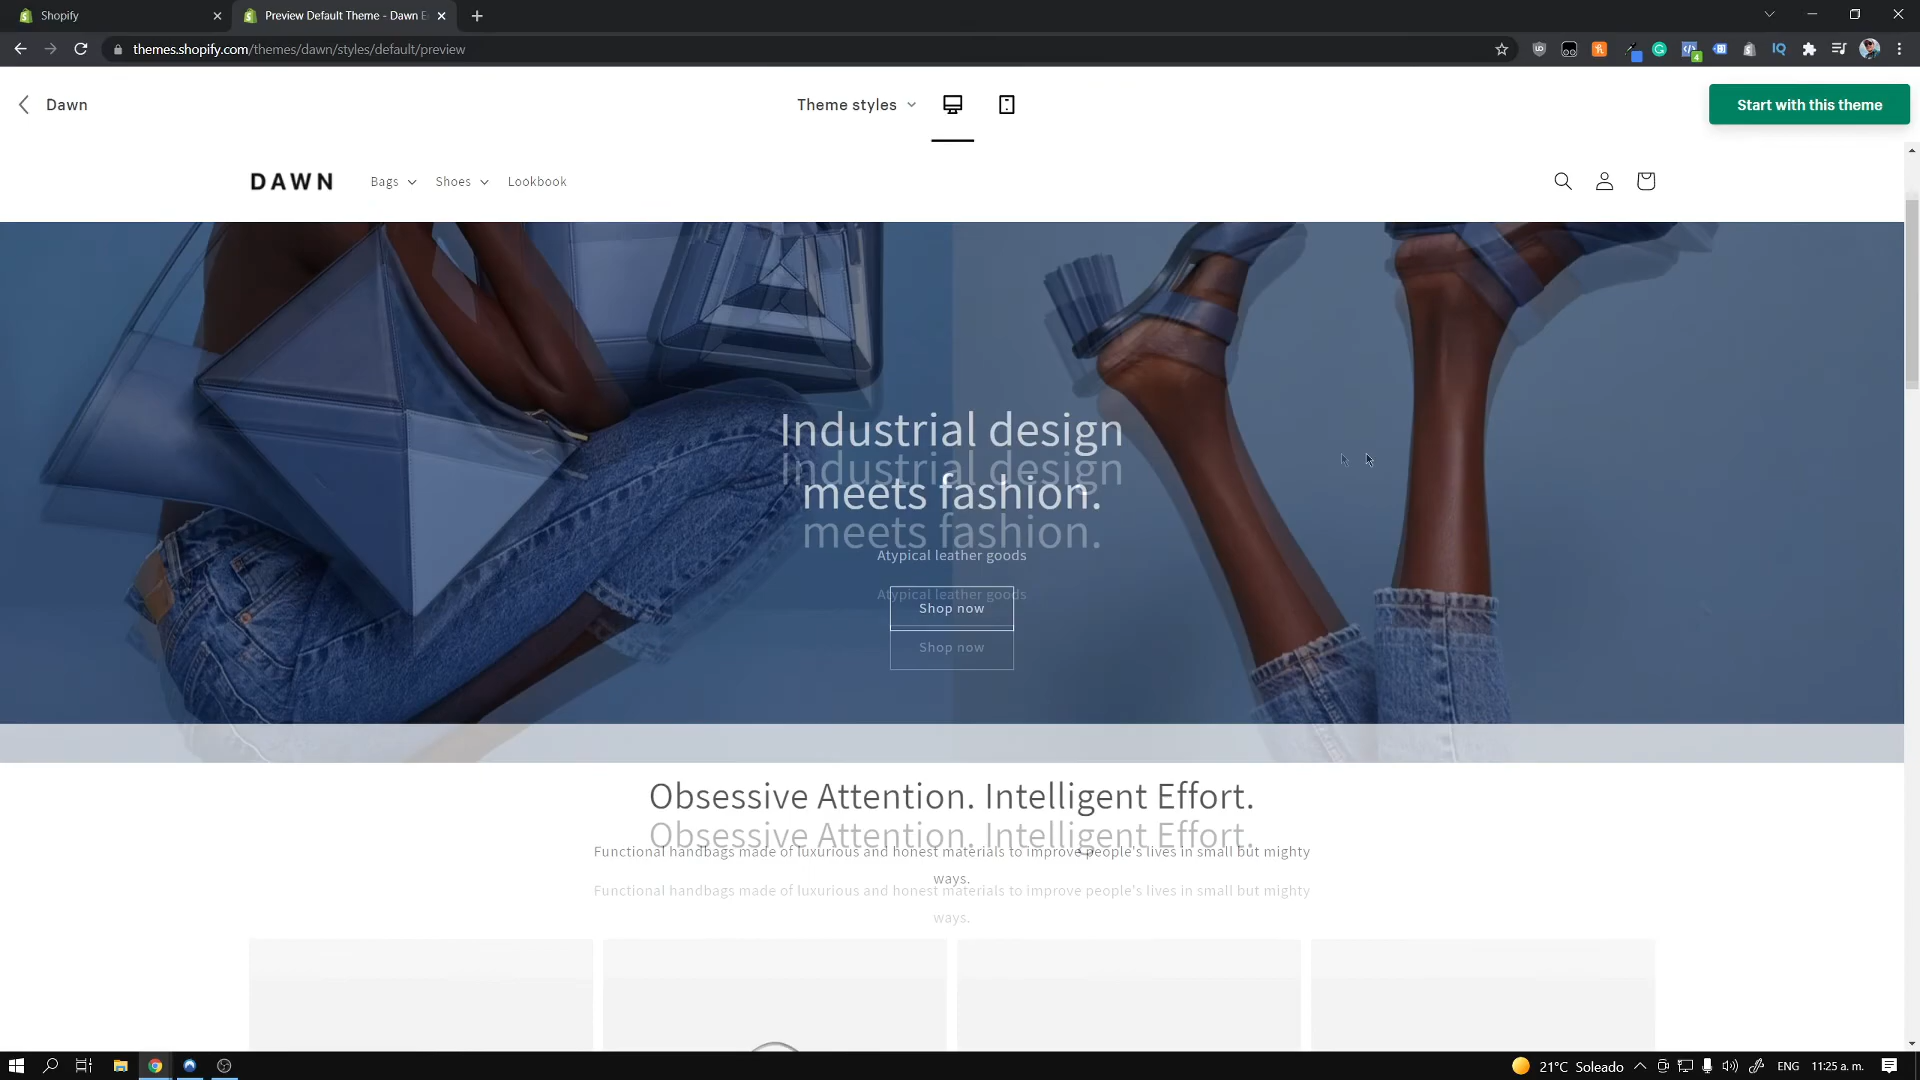 Shopify
Preview Default Theme - Dawn E
themes.shopify.com/themes/dawn/styles/default/preview
4
IQ
Dawn
Theme styles
Start with this theme
DAWN
Bags
Shoes
Lookbook
Industrial design
Industrial design
meets fashion.
meets fashion.
Atypical leather goods
Atypical leather goods
Shop now
Shop now
Obsessive Attention. Intelligent Effort.
Obsessive Attention. Intelligent Effort.
Functional handbags made of luxurious and honest materials to improve people's lives in small but mighty
ways.
Functional handbags made of luxurious and honest materials to improve people's lives in small but mighty
ways.
21°C Soleado
ENG
11:25 a. m.